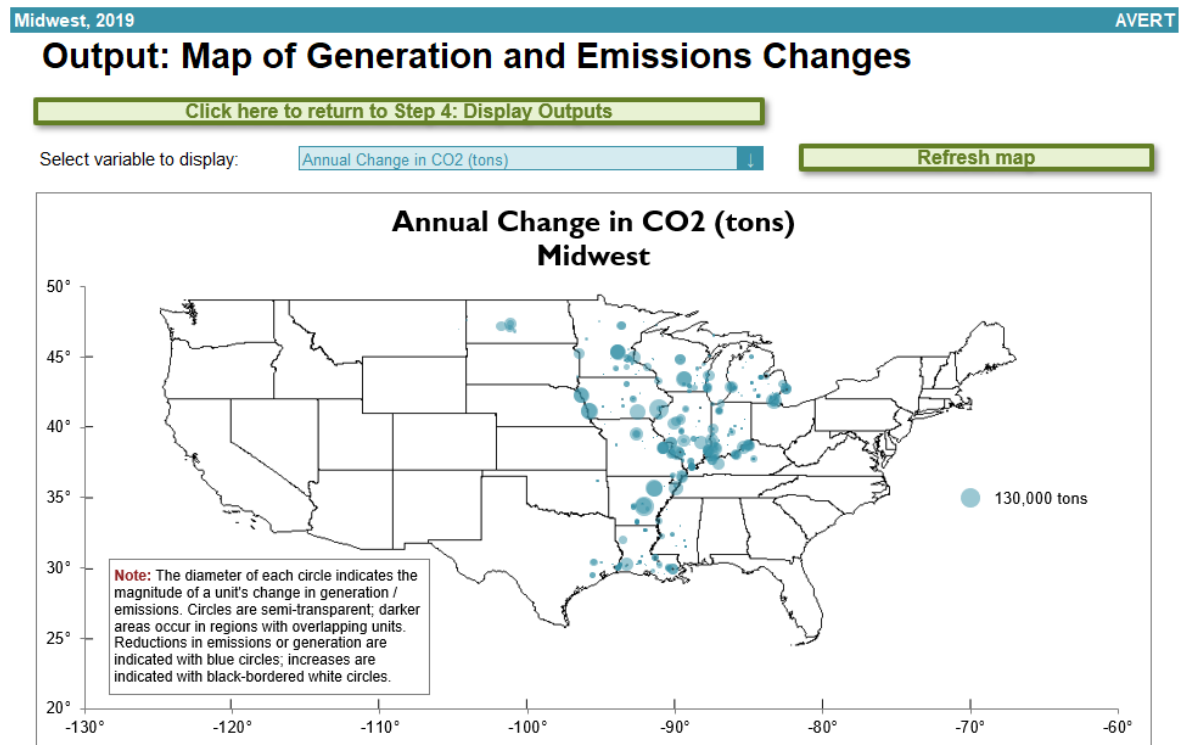 Midwest, 2019 AVERT
Output: Map of Generation and Emissions Changes
Click here to return to Step 4: Display Outputs
Select variable to display: Annual Change in CO2 (tons) ↓ Refresh map
Annual Change in CO2 (tons)
Midwest
50°
45°
40°
35°
130,000 tons
30°
Note: The diameter of each circle indicates the
magnitude of a unit's change in generation /
emissions. Circles are semi-transparent; darker
areas occur in regions with overlapping units.
Reductions in emissions or generation are
indicated with blue circles; increases are
indicated with black-bordered white circles.
25°
20°
-130° -120° -110° -100° -90° -80° -70° -60°